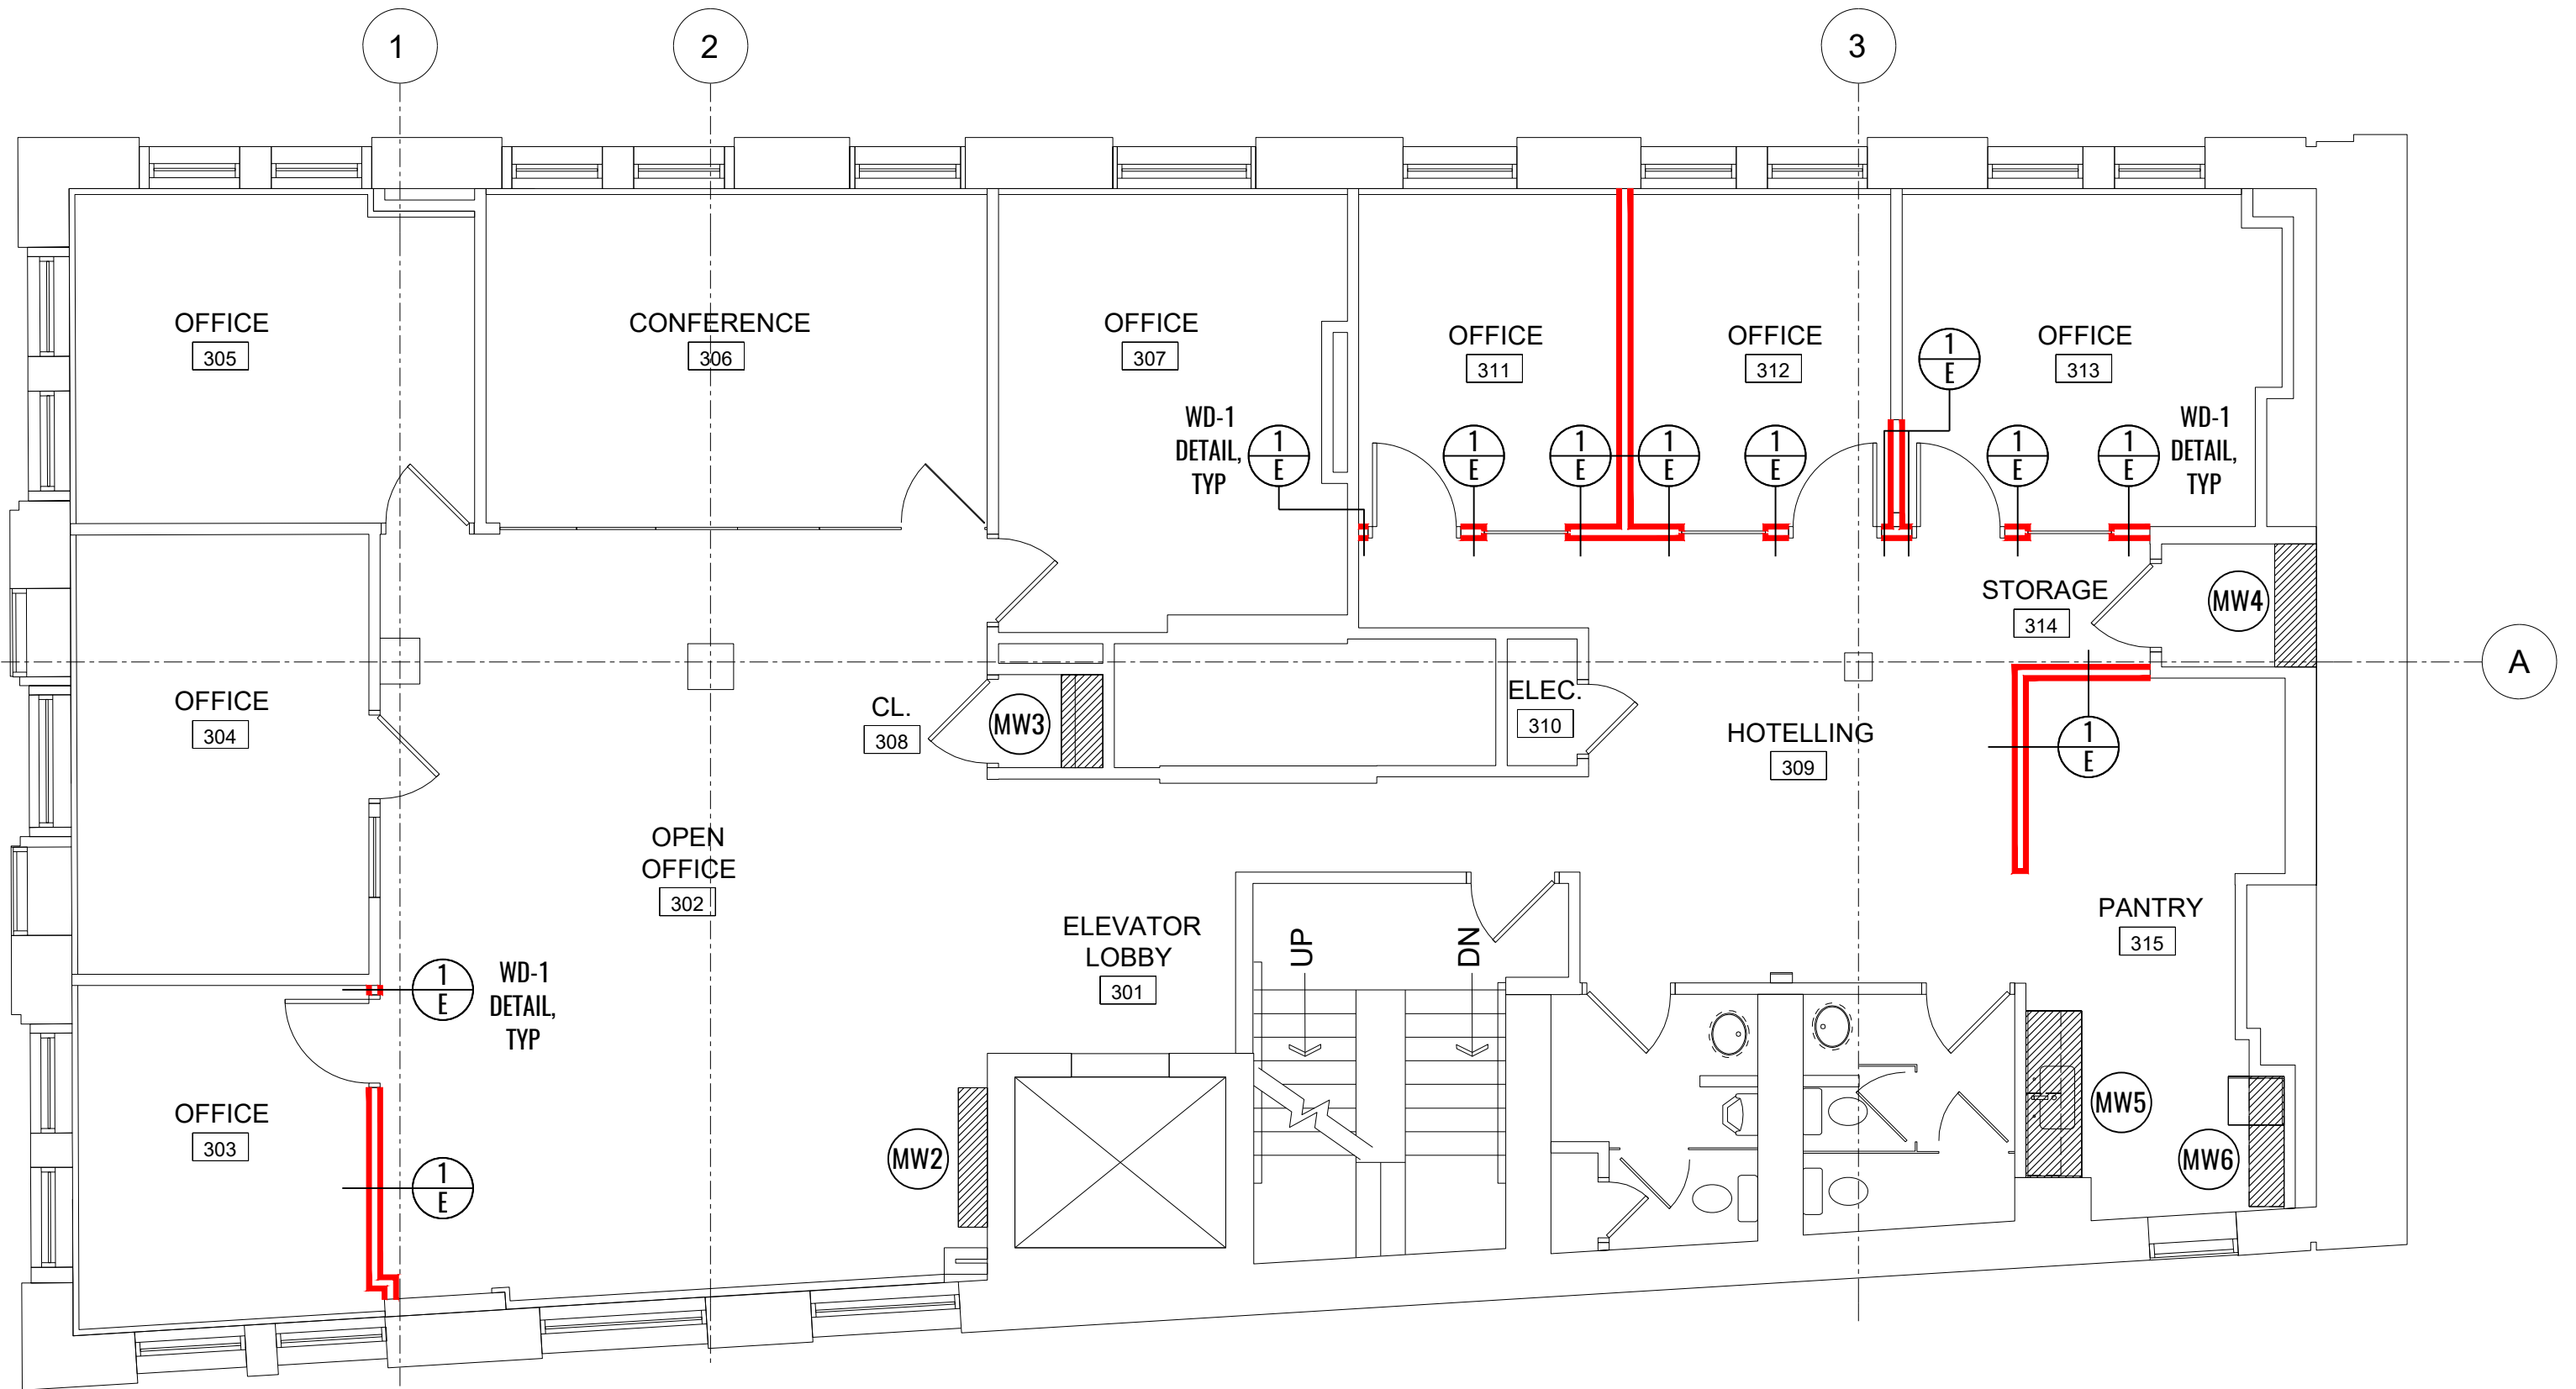 1
2
3
OFFICE
305
CONFERENCE
306
OFFICE
307
OFFICE
311
OFFICE
312
OFFICE
313
1
E
WD-1
DETAIL,
TYP
1
E
1
E
1
E
1
E
1
E
1
E
1
E
WD-1
DETAIL,
TYP
STORAGE
314
MW4
A
OFFICE
304
CL.
308
MW3
ELEC.
310
HOTELLING
309
1
E
OPEN
OFFICE
302
ELEVATOR
LOBBY
301
UP
DN
PANTRY
315
1
E
WD-1
DETAIL,
TYP
OFFICE
303
1
E
MW2
MW5
MW6